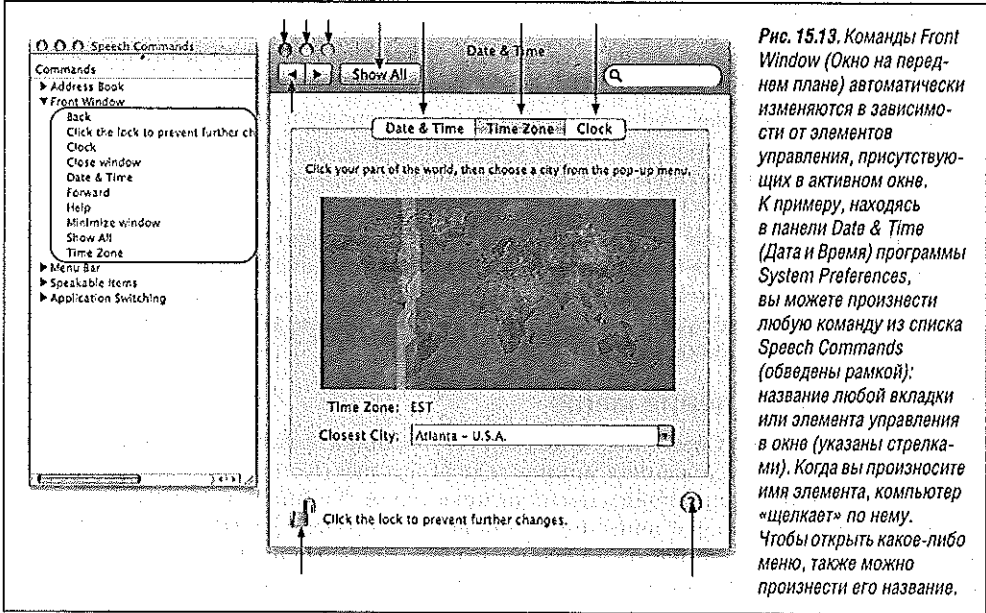 Speech Commands
Commands
Address Book
Front Window
Back
Click the lock to prevent further ch
Clock
Close window
Date & Time
Forward
Help
Minimize window
Show All
Time Zone
Menu Bar
Speakable Items
Application Switching
Date & Time
Show All
Date & Time Time Zone Clock
Click your part of the world, then choose a city from the pop-up menu.
Time Zone: EST
Closest City: Atlanta - U.S.A.
Click the lock to prevent further changes.
?
Рис. 15.13. Команды Front
Window (Окно на перед-
нем плане) автоматически
изменяются в зависимо-
сти от элементов
управления, присутствую-
щих в активном окне.
К примеру, находясь
в панели Date & Time
(Дата и Время) программы
System Preferences,
вы можете произнести
любую команду из списка
Speech Commands
(обведены рамкой):
название любой вкладки
или элемента управления
в окне (указаны стрелка-
ми). Когда вы произносите
имя элемента, компьютер
«щелкает» по нему.
Чтобы открыть какое-либо
меню, также можно
произнести его название.